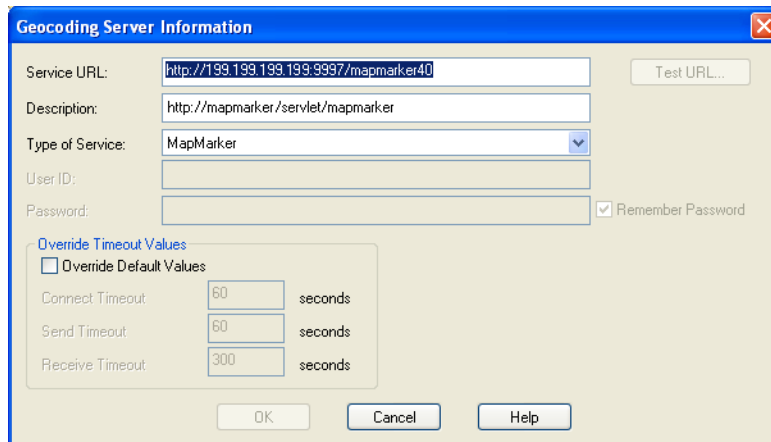 Geocoding Server Information
Service URL: http://199.199.199.199:9997/mapmarker40 Test URL...
Description: http://mapmarker/servlet/mapmarker
Type of Service: MapMarker
User ID:
Password: Remember Password
Override Timeout Values
Override Default Values
Connect Timeout 60 seconds
Send Timeout 60 seconds
Receive Timeout 300 seconds
OK Cancel Help